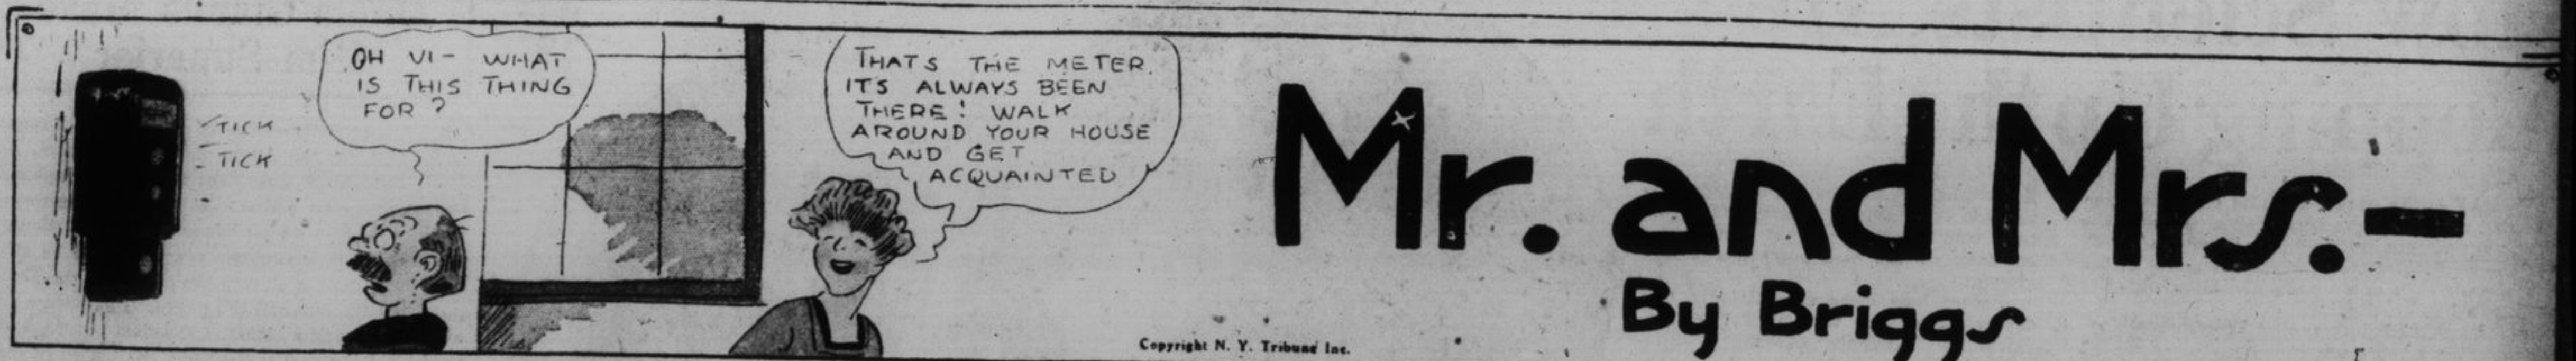 TICK
TICK
OH VI- WHAT
IS THIS THING
FOR?
THATS THE METER.
IT'S ALWAYS BEEN
THERE! WALK
AROUND YOUR HOUSE
AND GET
ACQUAINTED
Mr. and Mrs.-
By Briggs
Copyright N. Y. Tribune Inc.